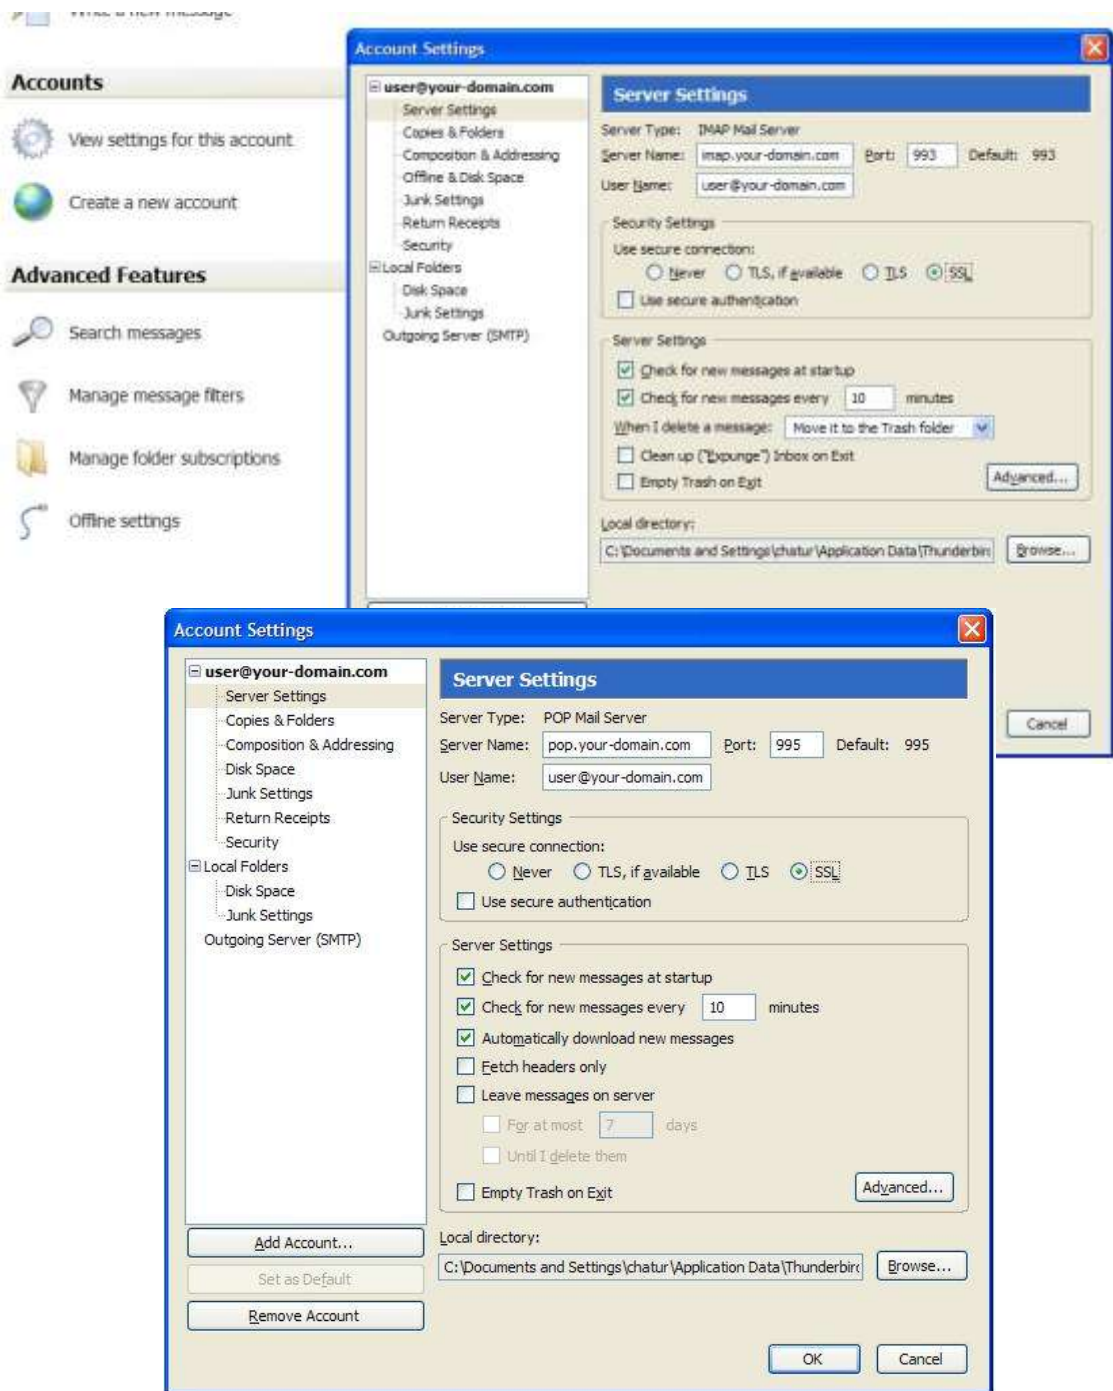 Write a new message
Accounts
View settings for this account
Create a new account
Advanced Features
Search messages
Manage message filters
Manage folder subscriptions
Offline settings
Account Settings
user@your-domain.com
Server Settings
Copies & Folders
Composition & Addressing
Offline & Disk Space
Junk Settings
Return Receipts
Security
Local Folders
Disk Space
Junk Settings
Outgoing Server (SMTP)
Server Settings
Server Type: IMAP Mail Server
Server Name: imap.your-domain.com Port: 993 Default: 993
User Name: user@your-domain.com
Security Settings
Use secure connection:
Never TLS, if available TLS SSL
Use secure authentication
Server Settings
Check for new messages at startup
Check for new messages every 10 minutes
When I delete a message: Move it to the Trash folder
Clean up ("Expunge") Inbox on Exit
Empty Trash on Exit
Advanced...
Local directory:
C:\Documents and Settings\chatur\Application Data\Thunderbir Browse...
Cancel
Account Settings
user@your-domain.com
Server Settings
Copies & Folders
Composition & Addressing
Disk Space
Junk Settings
Return Receipts
Security
Local Folders
Disk Space
Junk Settings
Outgoing Server (SMTP)
Add Account...
Set as Default
Remove Account
Server Settings
Server Type: POP Mail Server
Server Name: pop.your-domain.com Port: 995 Default: 995
User Name: user@your-domain.com
Security Settings
Use secure connection:
Never TLS, if available TLS SSL
Use secure authentication
Server Settings
Check for new messages at startup
Check for new messages every 10 minutes
Automatically download new messages
Fetch headers only
Leave messages on server
For at most 7 days
Until I delete them
Empty Trash on Exit
Advanced...
Local directory:
C:\Documents and Settings\chatur\Application Data\Thunderbir Browse...
OK Cancel